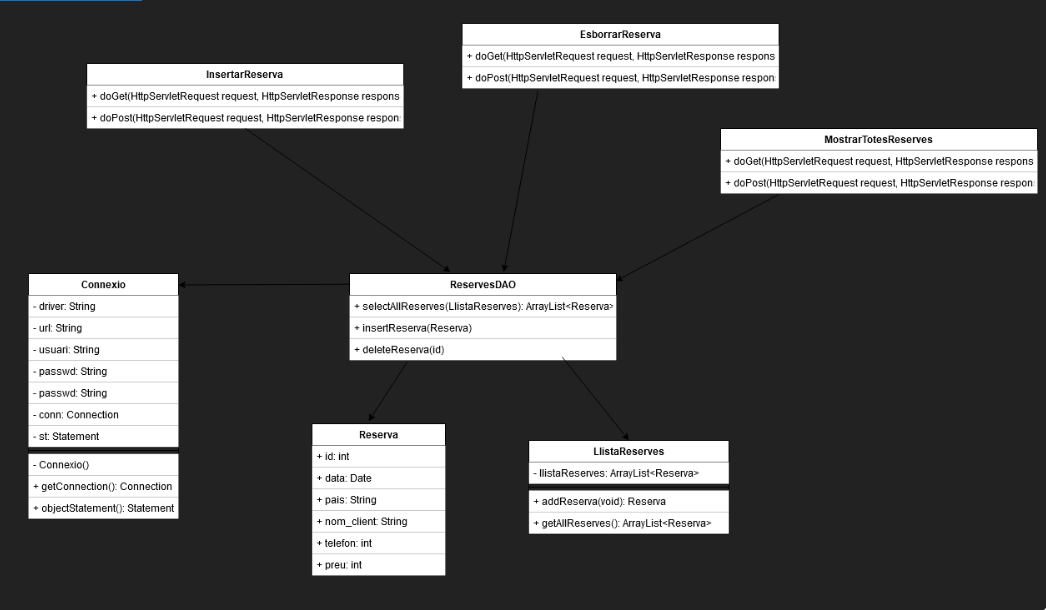 EsborrarReserva
+ doGet(HttpServletRequest request, HttpServletResponse respons
+ doPost(HttpServletRequest request, HttpServletResponse respon
InsertarReserva
+ doGet(HttpServletRequest request, HttpServletResponse respons
+ doPost(HttpServletRequest request, HttpServletResponse respon
MostrarTotesReserves
+ doGet(HttpServletRequest request, HttpServletResponse respons
+ doPost(HttpServletRequest request, HttpServletResponse respon
Connexio
- driver: String
- url: String
- usuari: String
- passwd: String
- passwd: String
- conn: Connection
- st: Statement
- Connexio()
+ getConnection(): Connection
+ objectStatement(): Statement
ReservesDAO
+ selectAllReserves(LlistaReserves): ArrayList<Reserva>
+ insertReserva(Reserva)
+ deleteReserva(id)
Reserva
+ id: int
+ data: Date
+ pais: String
+ nom_client: String
+ telefon: int
+ preu: int
LlistaReserves
- llistaReserves: ArrayList<Reserva>
+ addReserva(void): Reserva
+ getAllReserves(): ArrayList<Reserva>